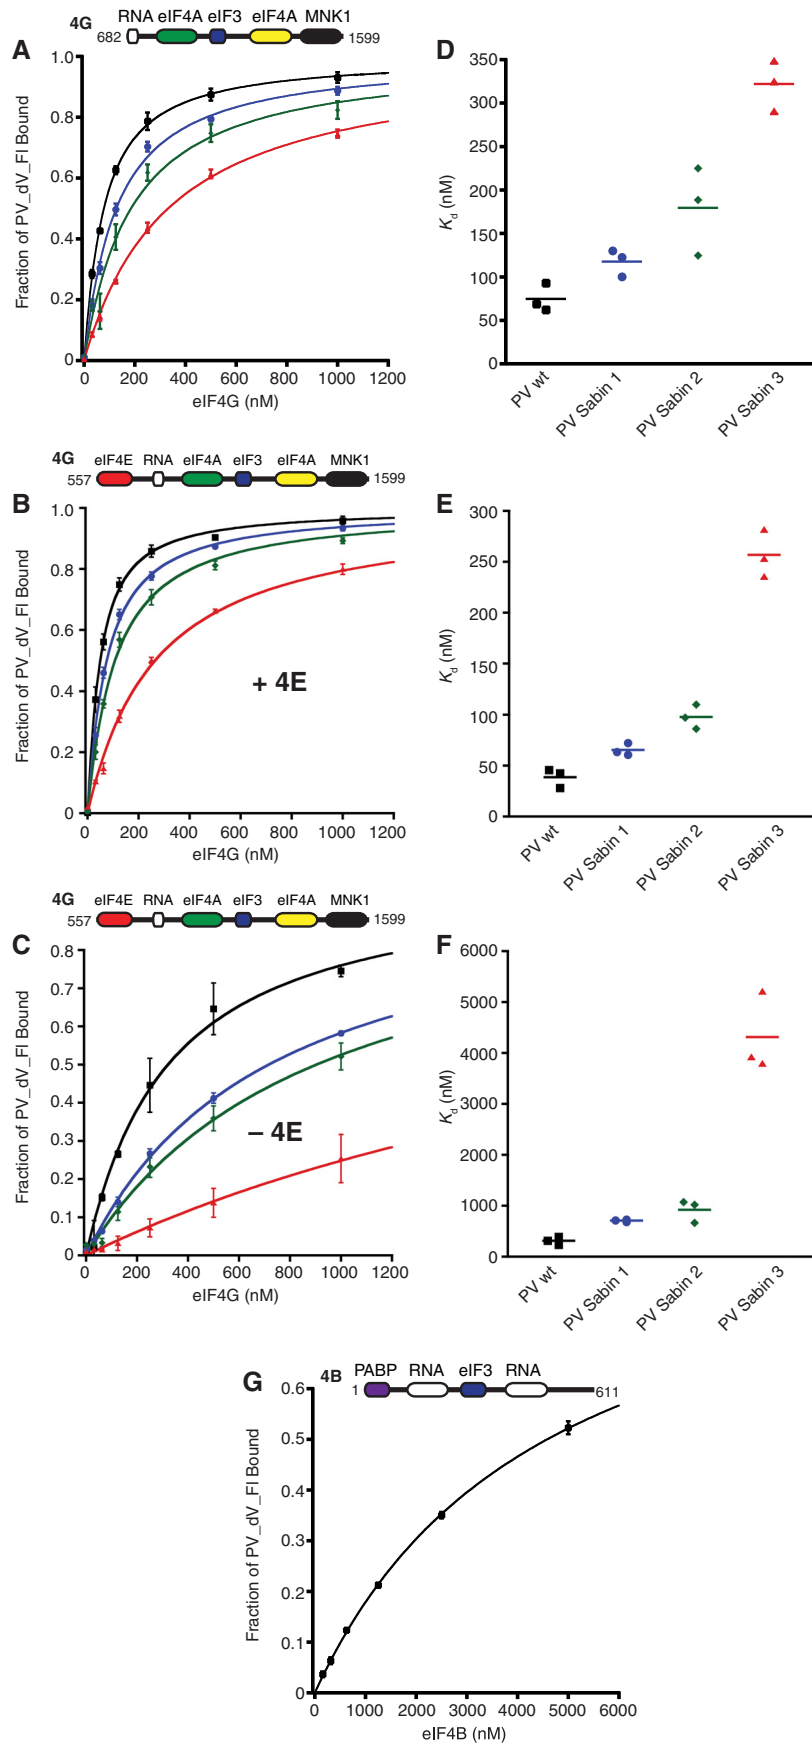 4G RNA eIF4A eIF3 eIF4A MNK1
682 1599
A
1.0
0.8
0.6
0.4
0.2
0
Fraction of PV_dV_Fl Bound
0 200 400 600 800 1000 1200
eIF4G (nM)
D
350
300
250
200
150
100
50
0
Kd (nM)
PV wt
PV Sabin 1
PV Sabin 2
PV Sabin 3
4G eIF4E RNA eIF4A eIF3 eIF4A MNK1
557 1599
B
1.0
0.8
0.6
0.4
0.2
0
Fraction of PV_dV_Fl Bound
+ 4E
0 200 400 600 800 1000 1200
eIF4G (nM)
E
300
250
200
150
100
50
0
Kd (nM)
PV wt
PV Sabin 1
PV Sabin 2
PV Sabin 3
4G eIF4E RNA eIF4A eIF3 eIF4A MNK1
557 1599
C
0.8
0.7
0.6
0.5
0.4
0.3
0.2
0.1
0
Fraction of PV_dV_Fl Bound
– 4E
0 200 400 600 800 1000 1200
eIF4G (nM)
F
6000
5000
4000
3000
2000
1000
0
Kd (nM)
PV wt
PV Sabin 1
PV Sabin 2
PV Sabin 3
G
4B PABP RNA eIF3 RNA
1 611
0.6
0.5
0.4
0.3
0.2
0.1
0
Fraction of PV_dV_Fl Bound
0 1000 2000 3000 4000 5000 6000
eIF4B (nM)